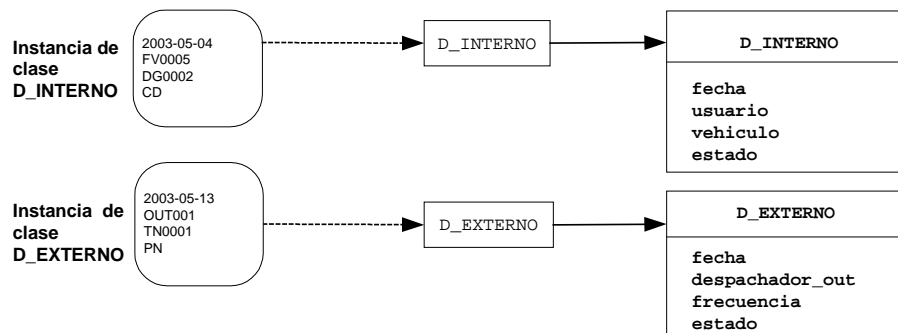 Instancia de
clase
D_INTERNO
2003-05-04
FV0005
DG0002
CD
D_INTERNO
D_INTERNO
fecha
usuario
vehiculo
estado
Instancia de
clase
D_EXTERNO
2003-05-13
OUT001
TN0001
PN
D_EXTERNO
D_EXTERNO
fecha
despachador_out
frecuencia
estado